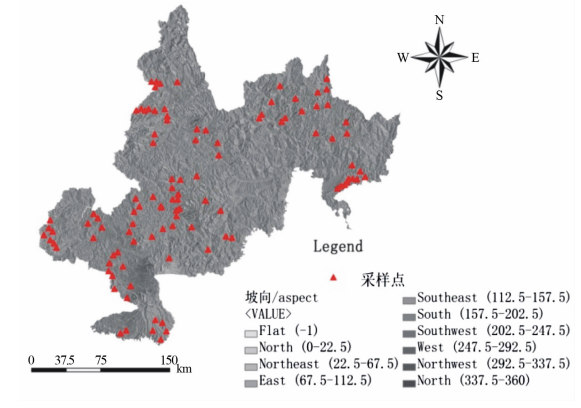 N
W E
S
Legend
采样点
坡向/aspect
<VALUE>
Flat (-1)
North (0-22.5)
Northeast (22.5-67.5)
East (67.5-112.5)
Southeast (112.5-157.5)
South (157.5-202.5)
Southwest (202.5-247.5)
West (247.5-292.5)
Northwest (292.5-337.5)
North (337.5-360)
0 37.5 75 150
km